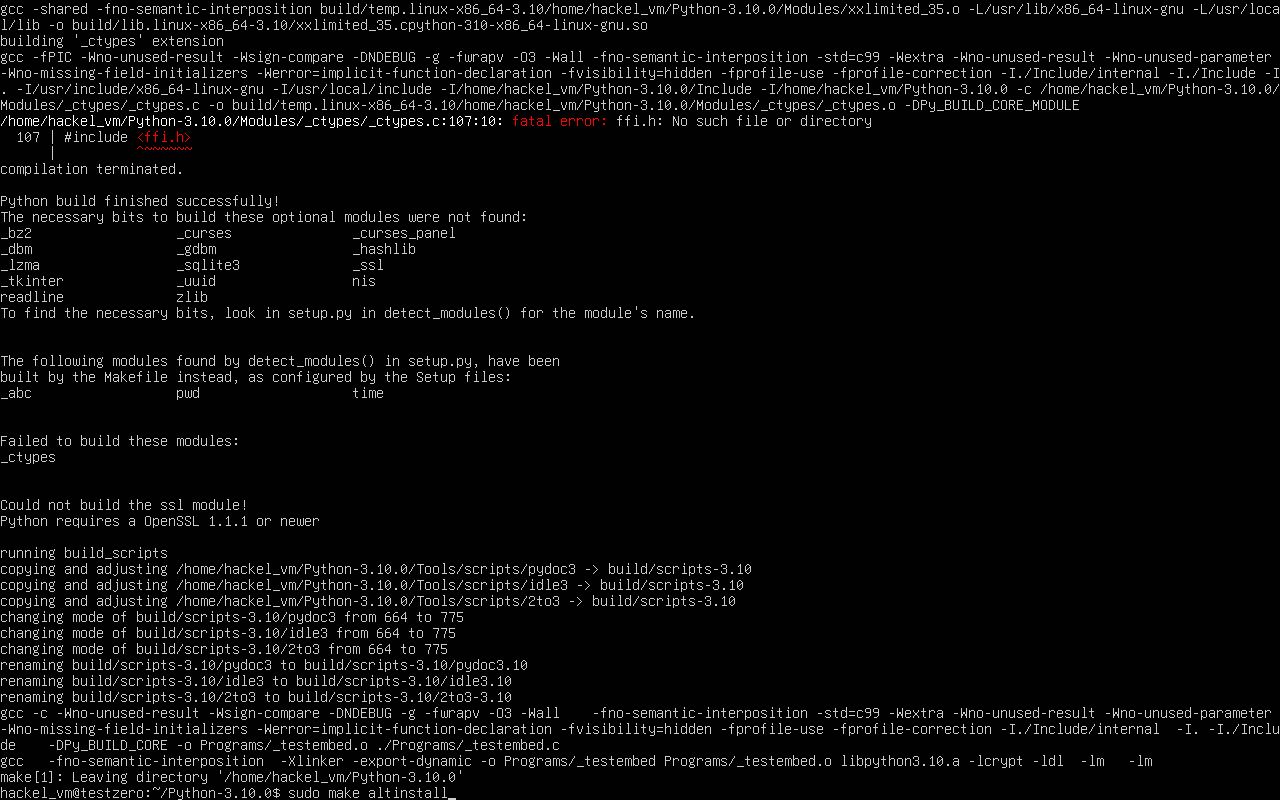 gcc -shared -fno-semantic-interposition build/temp.linux-x86_64-3.10/home/hackel_vm/Python-3.10.0/Modules/xxlimited_35.o -L/usr/lib/x86_64-linux-gnu -L/usr/loca
l/lib -o build/lib.linux-x86_64-3.10/xxlimited_35.cpython-310-x86_64-linux-gnu.so
building '_ctypes' extension
gcc -fPIC -Wno-unused-result -Wsign-compare -DNDEBUG -g -fwrapv -O3 -Wall -fno-semantic-interposition -std=c99 -Wextra -Wno-unused-result -Wno-unused-parameter
-Wno-missing-field-initializers -Werror=implicit-function-declaration -fvisibility=hidden -fprofile-use -fprofile-correction -I./Include/internal -I./Include -I
. -I/usr/include/x86_64-linux-gnu -I/usr/local/include -I/home/hackel_vm/Python-3.10.0/Include -I/home/hackel_vm/Python-3.10.0 -c /home/hackel_vm/Python-3.10.0/
Modules/_ctypes/_ctypes.c -o build/temp.linux-x86_64-3.10/home/hackel_vm/Python-3.10.0/Modules/_ctypes/_ctypes.o -DPy_BUILD_CORE_MODULE
/home/hackel_vm/Python-3.10.0/Modules/_ctypes/_ctypes.c:107:10: fatal error: ffi.h: No such file or directory
  107 | #include <ffi.h>
      |          ^~~~~~~
compilation terminated.

Python build finished successfully!
The necessary bits to build these optional modules were not found:
_bz2                  _curses               _curses_panel
_dbm                  _gdbm                 _hashlib
_lzma                 _sqlite3              _ssl
_tkinter              _uuid                 nis
readline              zlib
To find the necessary bits, look in setup.py in detect_modules() for the module's name.

The following modules found by detect_modules() in setup.py, have been
built by the Makefile instead, as configured by the Setup files:
_abc                  pwd                   time

Failed to build these modules:
_ctypes

Could not build the ssl module!
Python requires a OpenSSL 1.1.1 or newer

running build_scripts
copying and adjusting /home/hackel_vm/Python-3.10.0/Tools/scripts/pydoc3 -> build/scripts-3.10
copying and adjusting /home/hackel_vm/Python-3.10.0/Tools/scripts/idle3 -> build/scripts-3.10
copying and adjusting /home/hackel_vm/Python-3.10.0/Tools/scripts/2to3 -> build/scripts-3.10
changing mode of build/scripts-3.10/pydoc3 from 664 to 775
changing mode of build/scripts-3.10/idle3 from 664 to 775
changing mode of build/scripts-3.10/2to3 from 664 to 775
renaming build/scripts-3.10/pydoc3 to build/scripts-3.10/pydoc3.10
renaming build/scripts-3.10/idle3 to build/scripts-3.10/idle3.10
renaming build/scripts-3.10/2to3 to build/scripts-3.10/2to3-3.10
gcc -c -Wno-unused-result -Wsign-compare -DNDEBUG -g -fwrapv -O3 -Wall    -fno-semantic-interposition -std=c99 -Wextra -Wno-unused-result -Wno-unused-parameter
-Wno-missing-field-initializers -Werror=implicit-function-declaration -fvisibility=hidden -fprofile-use -fprofile-correction -I./Include/internal  -I. -I./Inclu
de    -DPy_BUILD_CORE -o Programs/_testembed.o ./Programs/_testembed.c
gcc   -fno-semantic-interposition  -Xlinker -export-dynamic -o Programs/_testembed Programs/_testembed.o libpython3.10.a -lcrypt -ldl  -lm   -lm
make[1]: Leaving directory '/home/hackel_vm/Python-3.10.0'
hackel_vm@testzero:~/Python-3.10.0$ sudo make altinstall_